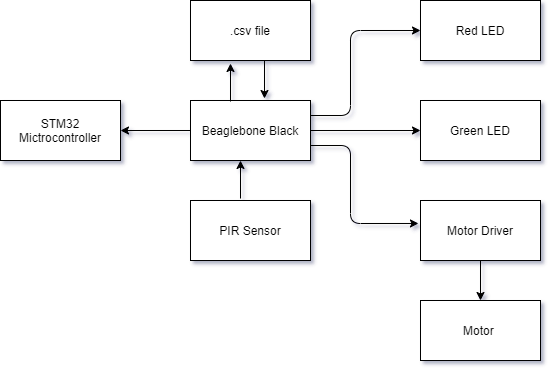 .csv file
Red LED
STM32
Mictrocontroller
Beaglebone Black
Green LED
PIR Sensor
Motor Driver
Motor